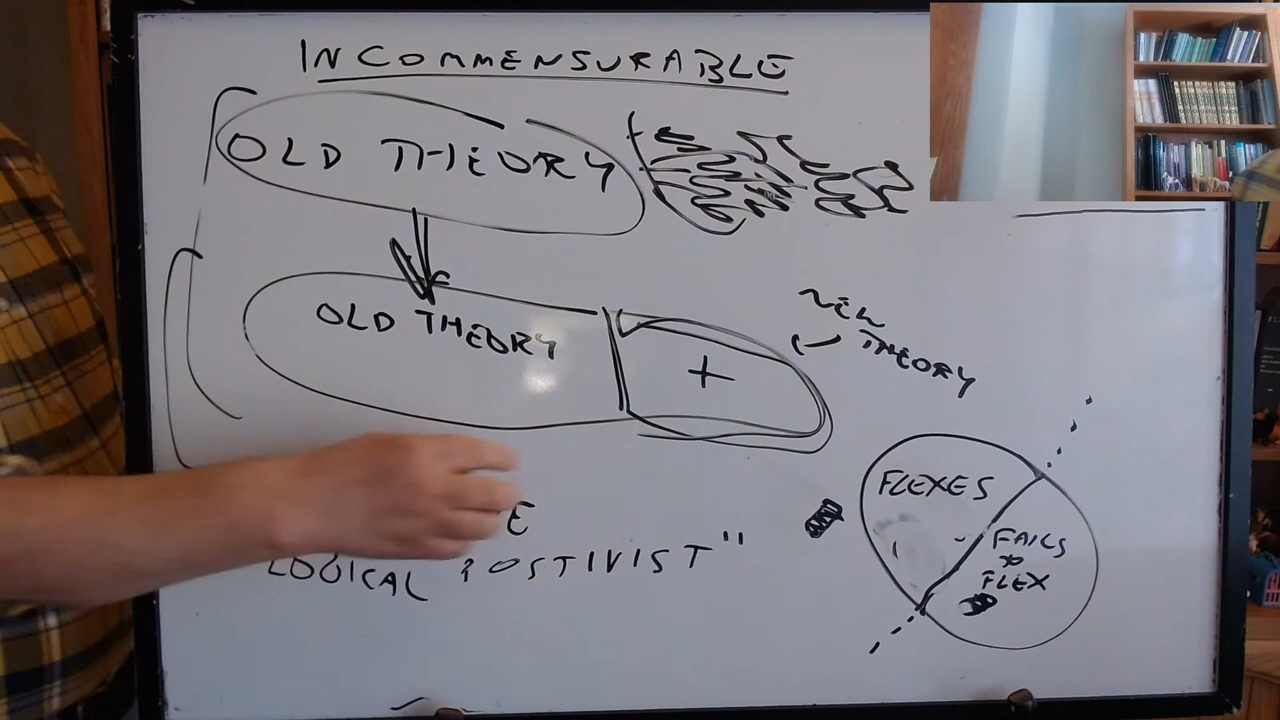 INCOMMENSURABLE
OLD THEORY
OLD THEORY
+
NEW
THEORY
FLEXES
FAILS
TO
FLEX
E
LOGICAL POSTIVIST"